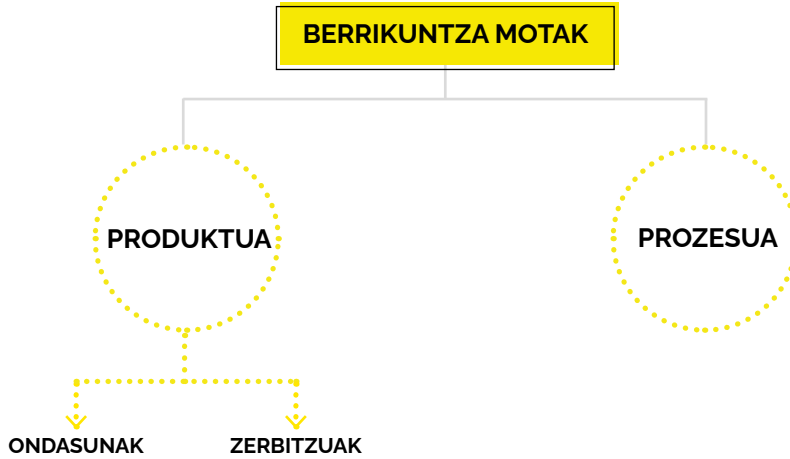 BERRIKUNTZA MOTAK
PRODUKTUA
PROZESUA
ONDASUNAK
ZERBITZUAK